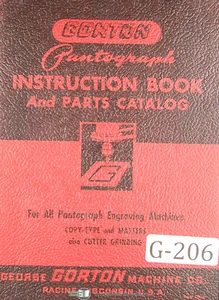 GORTON
Pantograph
INSTRUCTION BOOK
And PARTS CATALOG
G
For All Pantograph Engraving Machines
COPY-TYPE and MASTERS
also CUTTER GRINDING
G-206
GEORGE GORTON MACHINE CO.
RACINE, WISCONSIN, U.S.A.